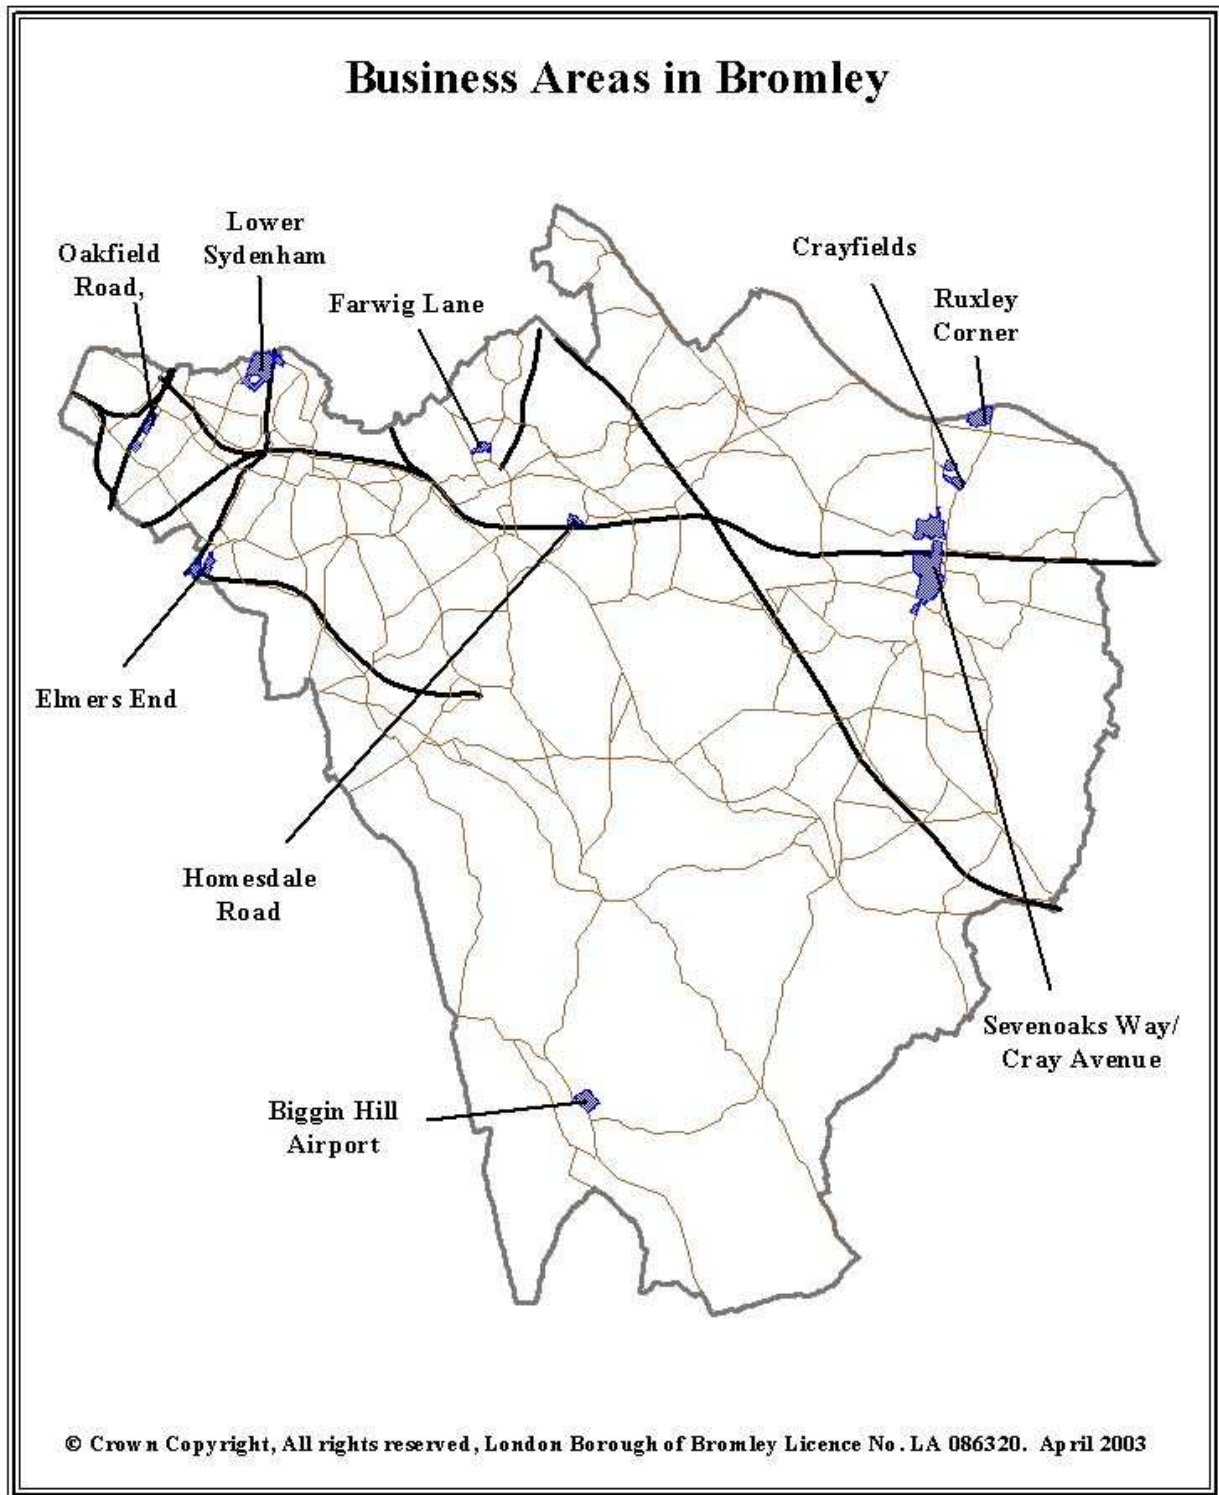 Business Areas in Bromley
Lower
Sydenham
Oakfield
Road,
Farwig Lane
Crayfields
Ruxley
Corner
Elmers End
Homesdale
Road
Sevenoaks Way/
Cray Avenue
Biggin Hill
Airport
© Crown Copyright, All rights reserved, London Borough of Bromley Licence No. LA 086320. April 2003